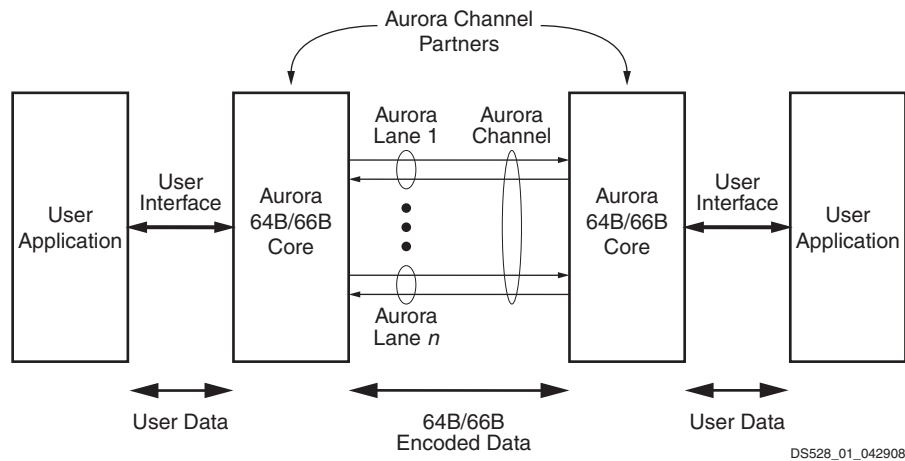 Aurora Channel
Partners
Aurora
Lane 1
Aurora
Channel
User
Application
User
Interface
Aurora
64B/66B
Core
Aurora
64B/66B
Core
User
Interface
User
Application
Aurora
Lane n
User Data
64B/66B
Encoded Data
User Data
DS528_01_042908